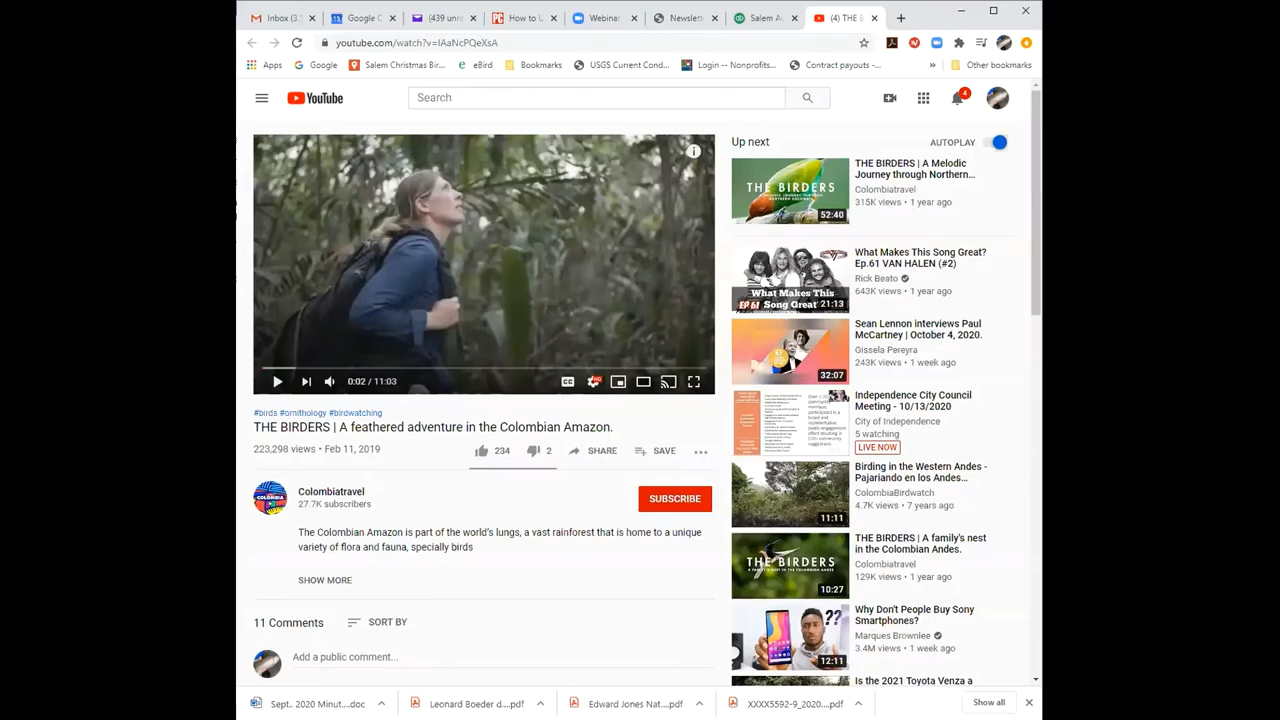 Inbox (3,
Google C
(439 unre
How to U
Webinar
Newslett
Salem Au
(4) THE B
youtube.com/watch?v=IAaNcPQeXsA
Apps
Google
Salem Christmas Bir...
eBird
Bookmarks
USGS Current Cond...
Login -- Nonprofits...
Contract payouts -...
»
Other bookmarks
YouTube
Search
4
Up next
AUTOPLAY
THE BIRDERS
52:40
THE BIRDERS | A Melodic
Journey through Northern...
Colombiatravel
315K views • 1 year ago
What Makes This
Song Great
EP.61
21:13
What Makes This Song Great?
Ep.61 VAN HALEN (#2)
Rick Beato
643K views • 1 year ago
32:07
Sean Lennon interviews Paul
McCartney | October 4, 2020.
Gissela Pereyra
243K views • 1 week ago
0:02 / 11:03
CC
HD
Independence City Council
Meeting - 10/13/2020
City of Independence
5 watching
LIVE NOW
#birds #ornithology #birdwatching
THE BIRDERS | A feathered adventure in the Colombian Amazon.
223,298 views • Feb 11, 2019
234
2
SHARE
SAVE
11:11
Birding in the Western Andes -
Pajariando en los Andes...
ColombiaBirdwatch
4.7K views • 7 years ago
COLOMBIA
Colombiatravel
27.7K subscribers
SUBSCRIBE
The Colombian Amazon is part of the world's lungs, a vast rainforest that is home to a unique
variety of flora and fauna, specially birds
SHOW MORE
THE BIRDERS
10:27
THE BIRDERS | A family's nest
in the Colombian Andes.
Colombiatravel
129K views • 1 year ago
11 Comments
SORT BY
Add a public comment...
??
12:11
Why Don't People Buy Sony
Smartphones?
Marques Brownlee
3.4M views • 1 week ago
Is the 2021 Toyota Venza a
Sept.. 2020 Minut....doc
Leonard Boeder d....pdf
Edward Jones Nat....pdf
XXXX5592-9_2020....pdf
Show all